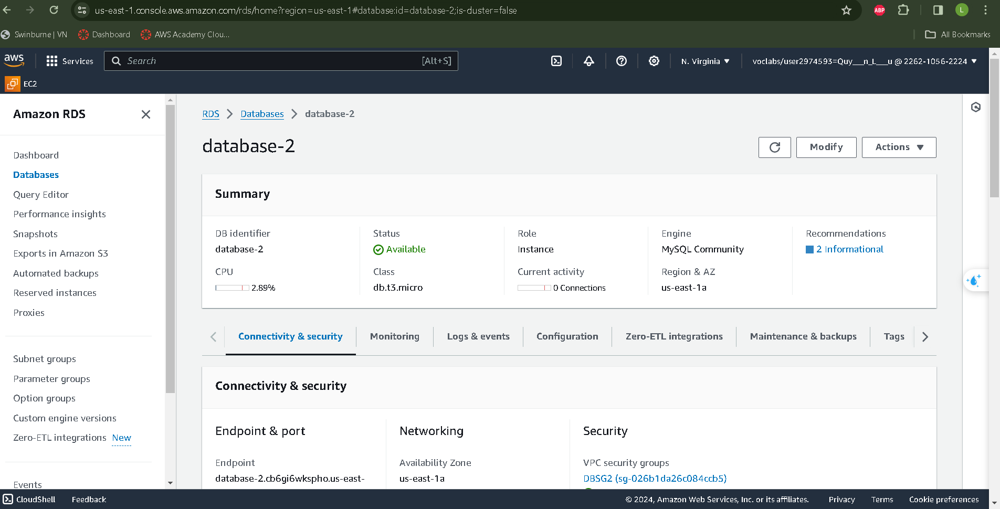 us-east-1.console.aws.amazon.com/rds/home?region=us-east-1#database:id=database-2;is-cluster=false
ABP
L
Swinburne | VN
Dashboard
AWS Academy Clou...
All Bookmarks
aws
Services
Search
[Alt+S]
N. Virginia
voclabs/user2974593=Quy___n_L___u @ 2262-1056-2224
EC2
Amazon RDS
Dashboard
Databases
Query Editor
Performance insights
Snapshots
Exports in Amazon S3
Automated backups
Reserved instances
Proxies
Subnet groups
Parameter groups
Option groups
Custom engine versions
Zero-ETL integrations New
Events
RDS > Databases > database-2
database-2
Modify
Actions
Summary
DB identifier
database-2
Status
Available
Role
Instance
Engine
MySQL Community
Recommendations
2 Informational
CPU
2.89%
Class
db.t3.micro
Current activity
0 Connections
Region & AZ
us-east-1a
Connectivity & security
Monitoring
Logs & events
Configuration
Zero-ETL integrations
Maintenance & backups
Tags
Connectivity & security
Endpoint & port
Endpoint
database-2.cb6gi6wkspho.us-east-
Networking
Availability Zone
us-east-1a
Security
VPC security groups
DBSG2 (sg-026b1da26c084ccb5)
CloudShell
Feedback
© 2024, Amazon Web Services, Inc. or its affiliates.
Privacy
Terms
Cookie preferences